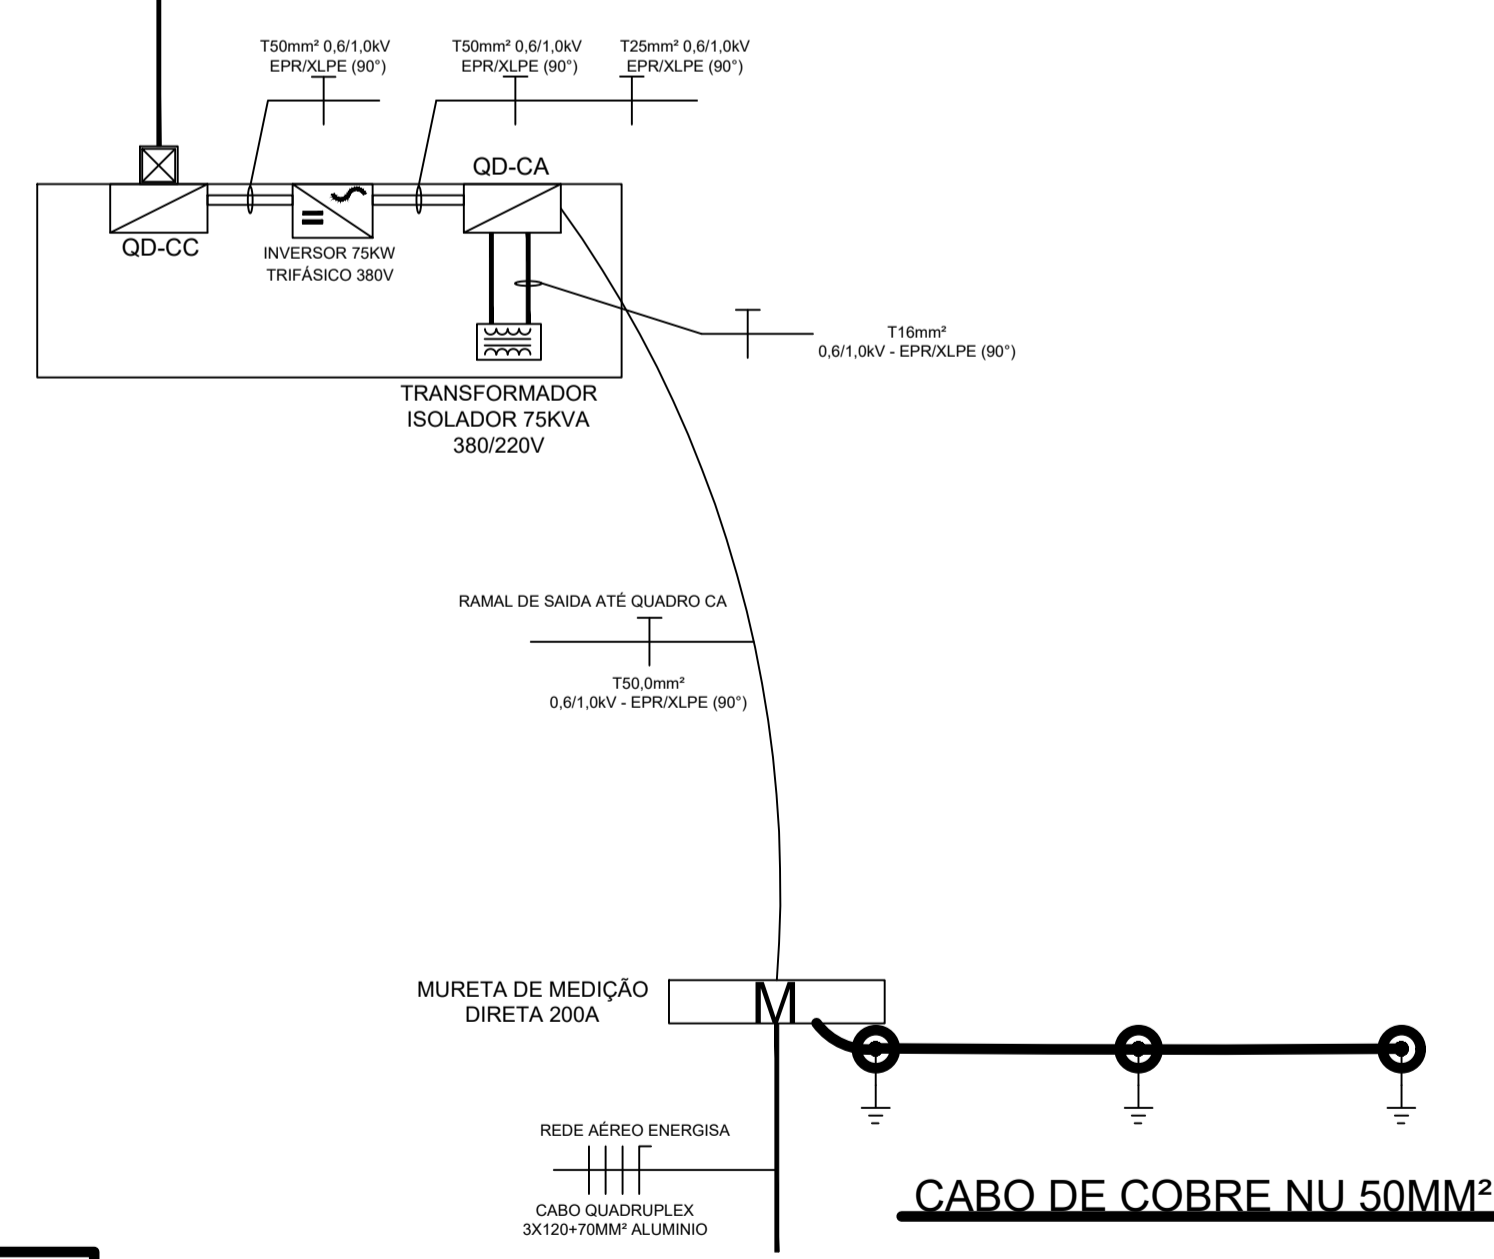 T50mm² 0,6/1,0kV
EPR/XLPE (90°)
T50mm² 0,6/1,0kV
EPR/XLPE (90°)
T25mm² 0,6/1,0kV
EPR/XLPE (90°)
QD-CA
QD-CC
INVERSOR 75KW
TRIFÁSICO 380V
T16mm²
0,6/1,0kV - EPR/XLPE (90°)
TRANSFORMADOR
ISOLADOR 75KVA
380/220V
RAMAL DE SAIDA ATÉ QUADRO CA
T50,0mm²
0,6/1,0kV - EPR/XLPE (90°)
MURETA DE MEDIÇÃO
DIRETA 200A
M
REDE AÉREO ENERGISA
CABO QUADRUPLEX
3X120+70MM² ALUMINIO
CABO DE COBRE NU 50MM²